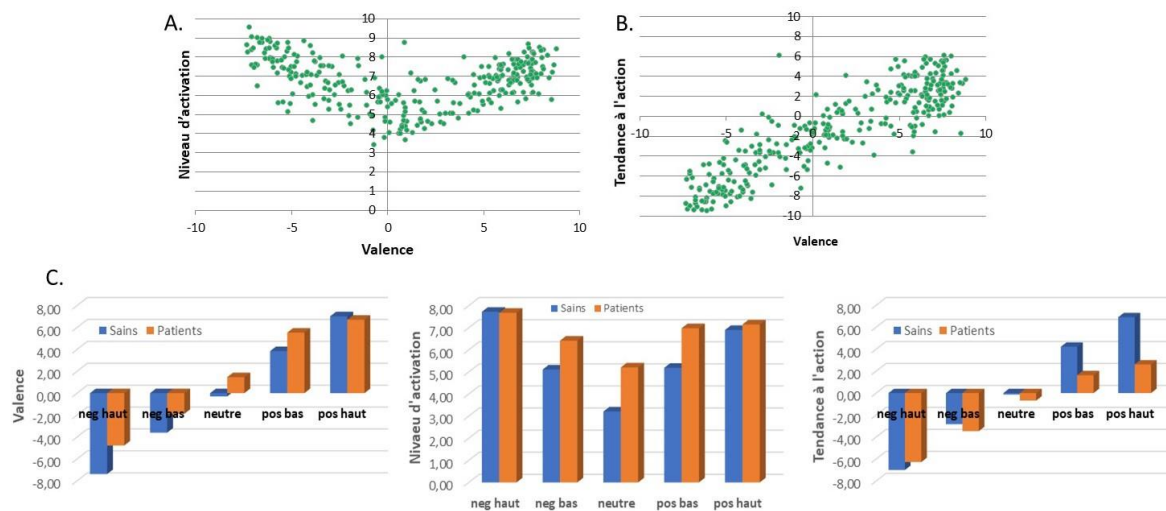 A.
Niveau d'activation
10
9
8
7
6
5
4
3
2
1
0
-10 -5 0 5 10
Valence
B.
Tendance à l'action
10
8
6
4
2
0
-2
-4
-6
-8
-10
-10 -5 0 5 10
Valence
C.
Valence
8,00
6,00
4,00
2,00
0,00
-2,00
-4,00
-6,00
-8,00
Sains Patients
neg haut neg bas neutre pos bas pos haut
Nivaeu d'activation
8,00
7,00
6,00
5,00
4,00
3,00
2,00
1,00
0,00
Sains Patients
neg haut neg bas neutre pos bas pos haut
Tendance à l'action
8,00
6,00
4,00
2,00
0,00
-2,00
-4,00
-6,00
-8,00
Sains Patients
neg haut neg bas neutre pos bas pos haut